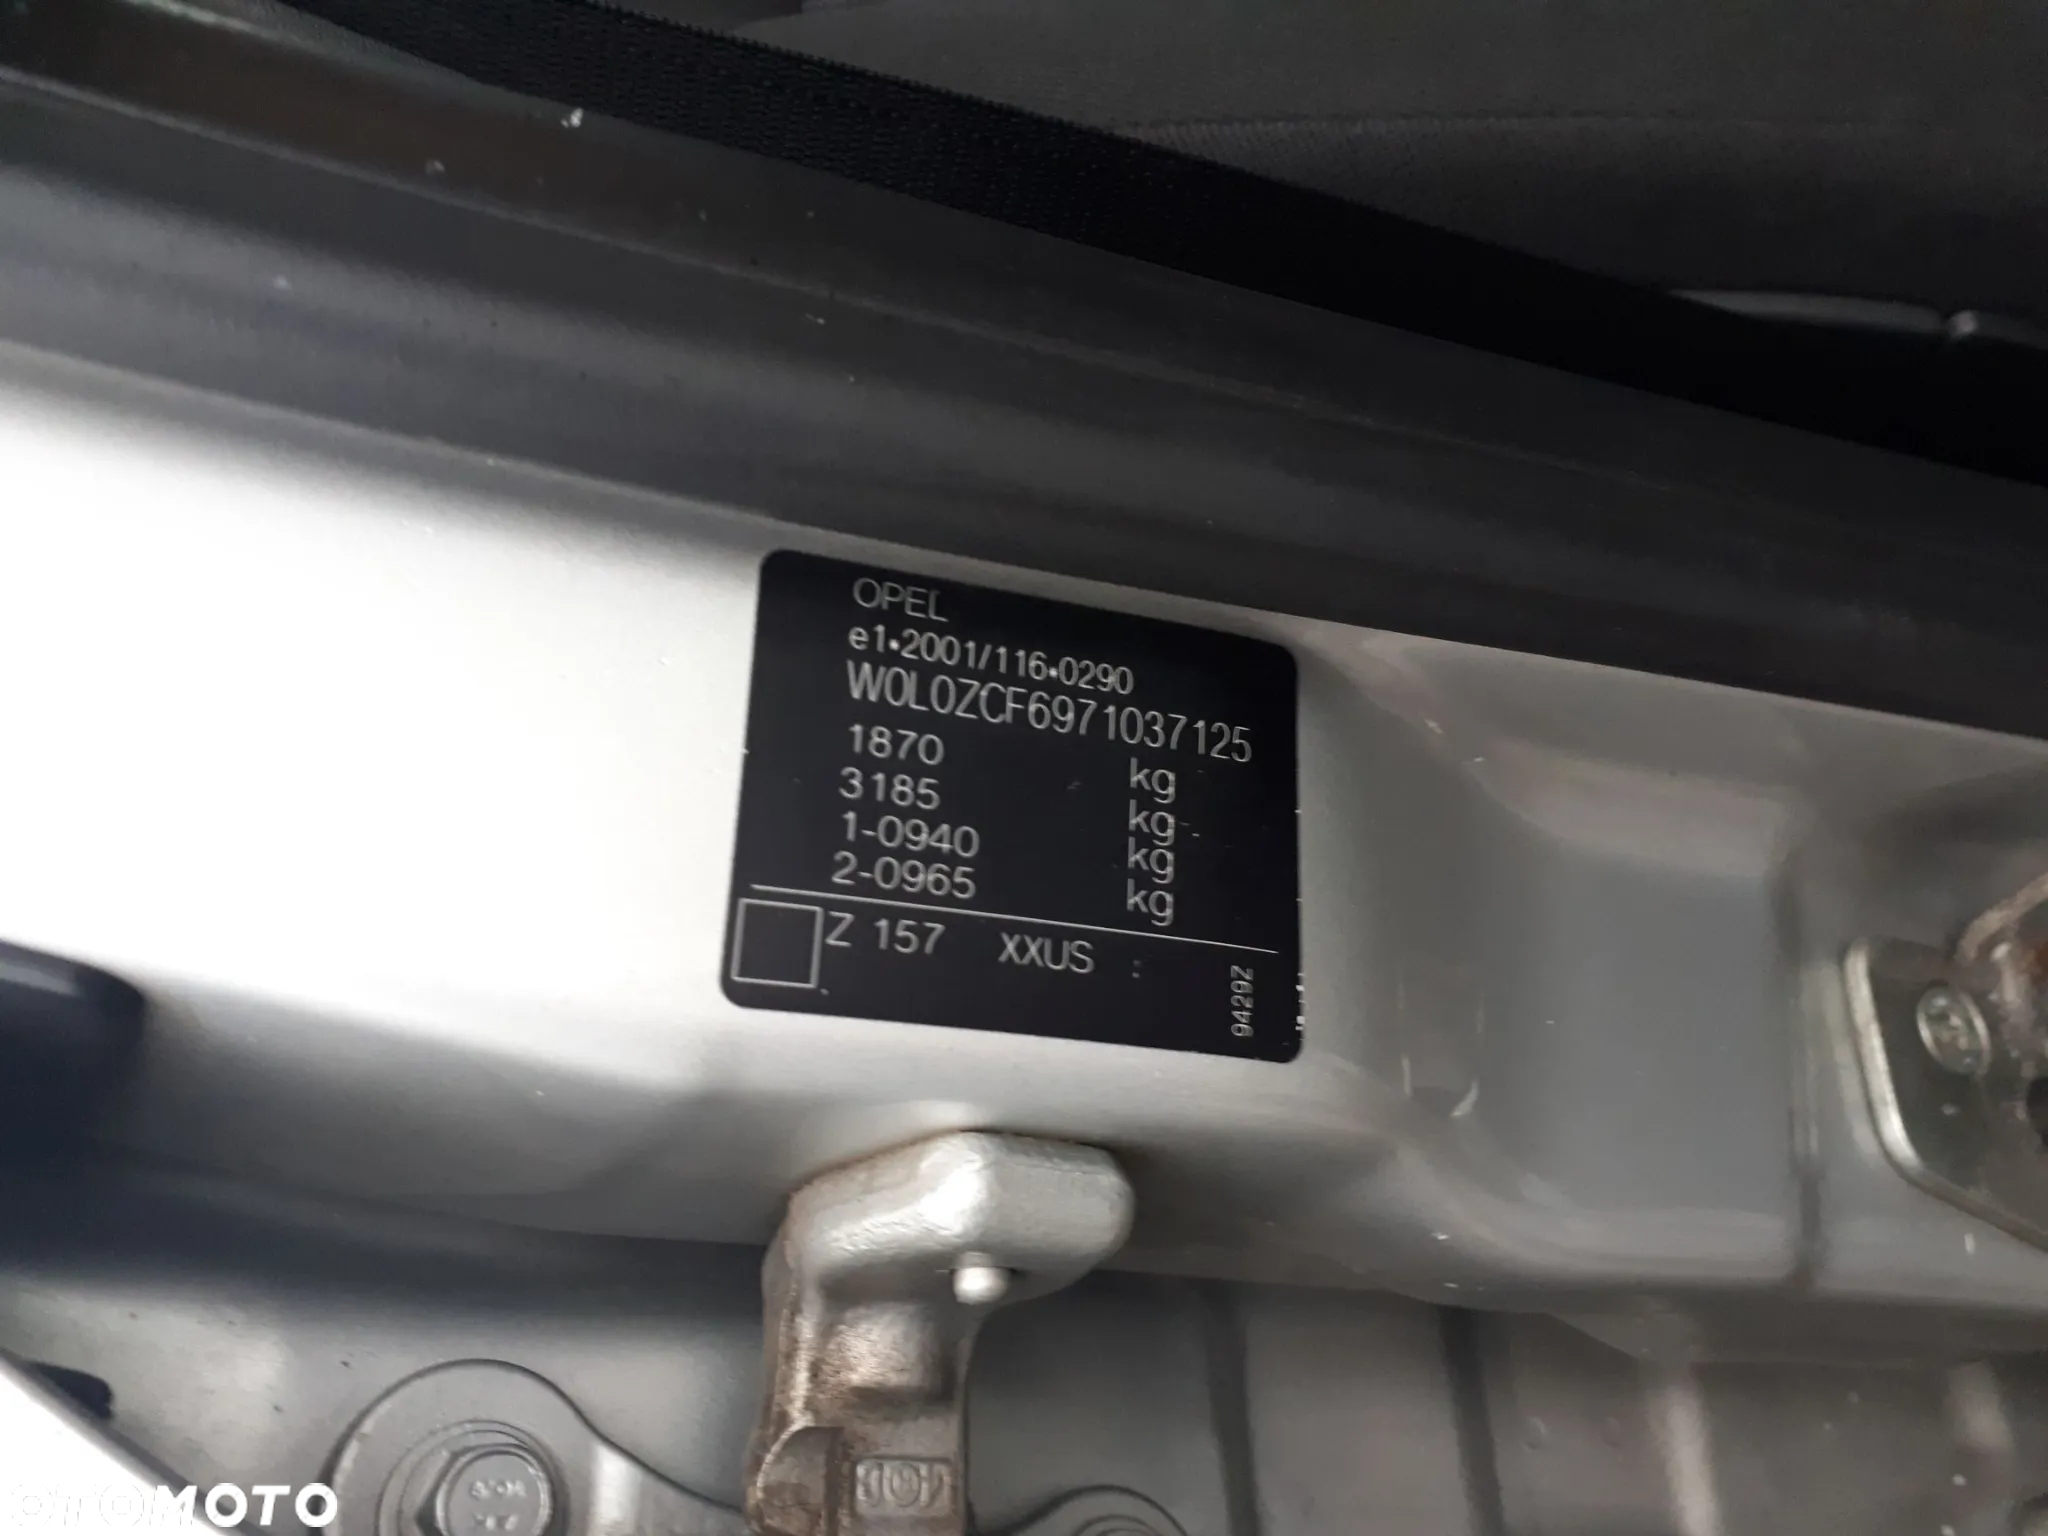 OPEL
e1•2001/116•0290
W0L0ZCF6971037125
1870 kg
3185 kg
1-0940 kg
2-0965 kg
Z 157 XXUS :
9429Z
OTOMOTO